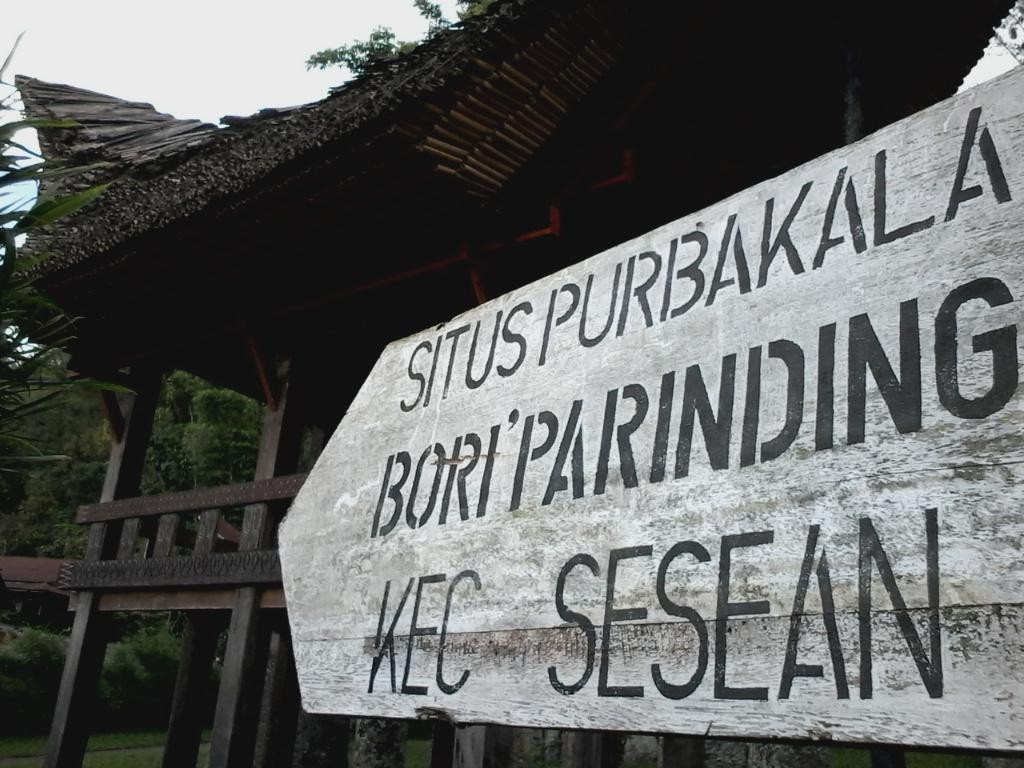 SITUS PURBAKALA
BORI' PARINDING
KEC SESEAN